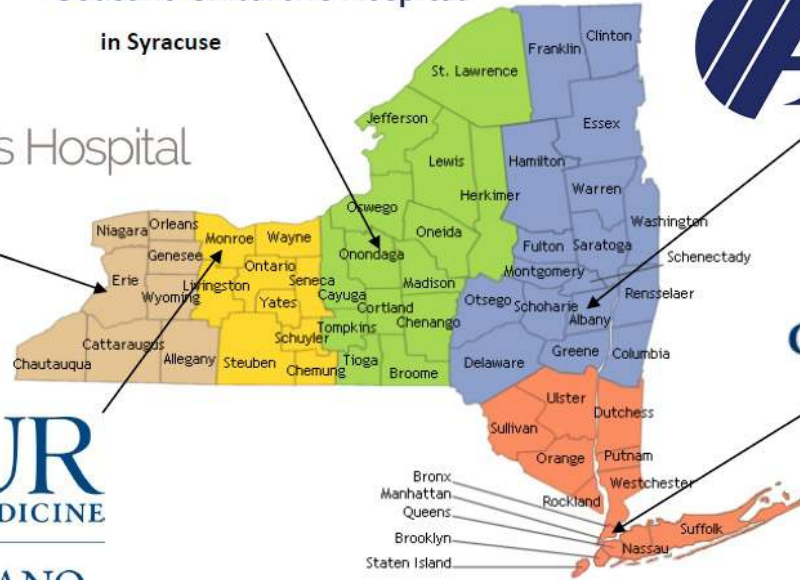 in Syracuse
s Hospital
Clinton
Franklin
St. Lawrence
Jefferson
Essex
Lewis
Hamilton
Herkimer
Warren
Oswego
Washington
Oneida
Niagara
Orleans
Monroe
Wayne
Fulton
Saratoga
Genesee
Onondaga
Schenectady
Ontario
Montgomery
Erie
Livingston
Seneca
Madison
Wyoming
Yates
Cayuga
Cortland
Otsego
Schoharie
Rensselaer
Albany
Tompkins
Chenango
Schuyler
Cattaraugus
Chautauqua
Allegany
Steuben
Chemung
Tioga
Broome
Delaware
Greene
Columbia
Ulster
Dutchess
Sullivan
Orange
Putnam
Westchester
Rockland
Bronx
Manhattan
Queens
Brooklyn
Staten Island
Suffolk
Nassau
UR
DICINE